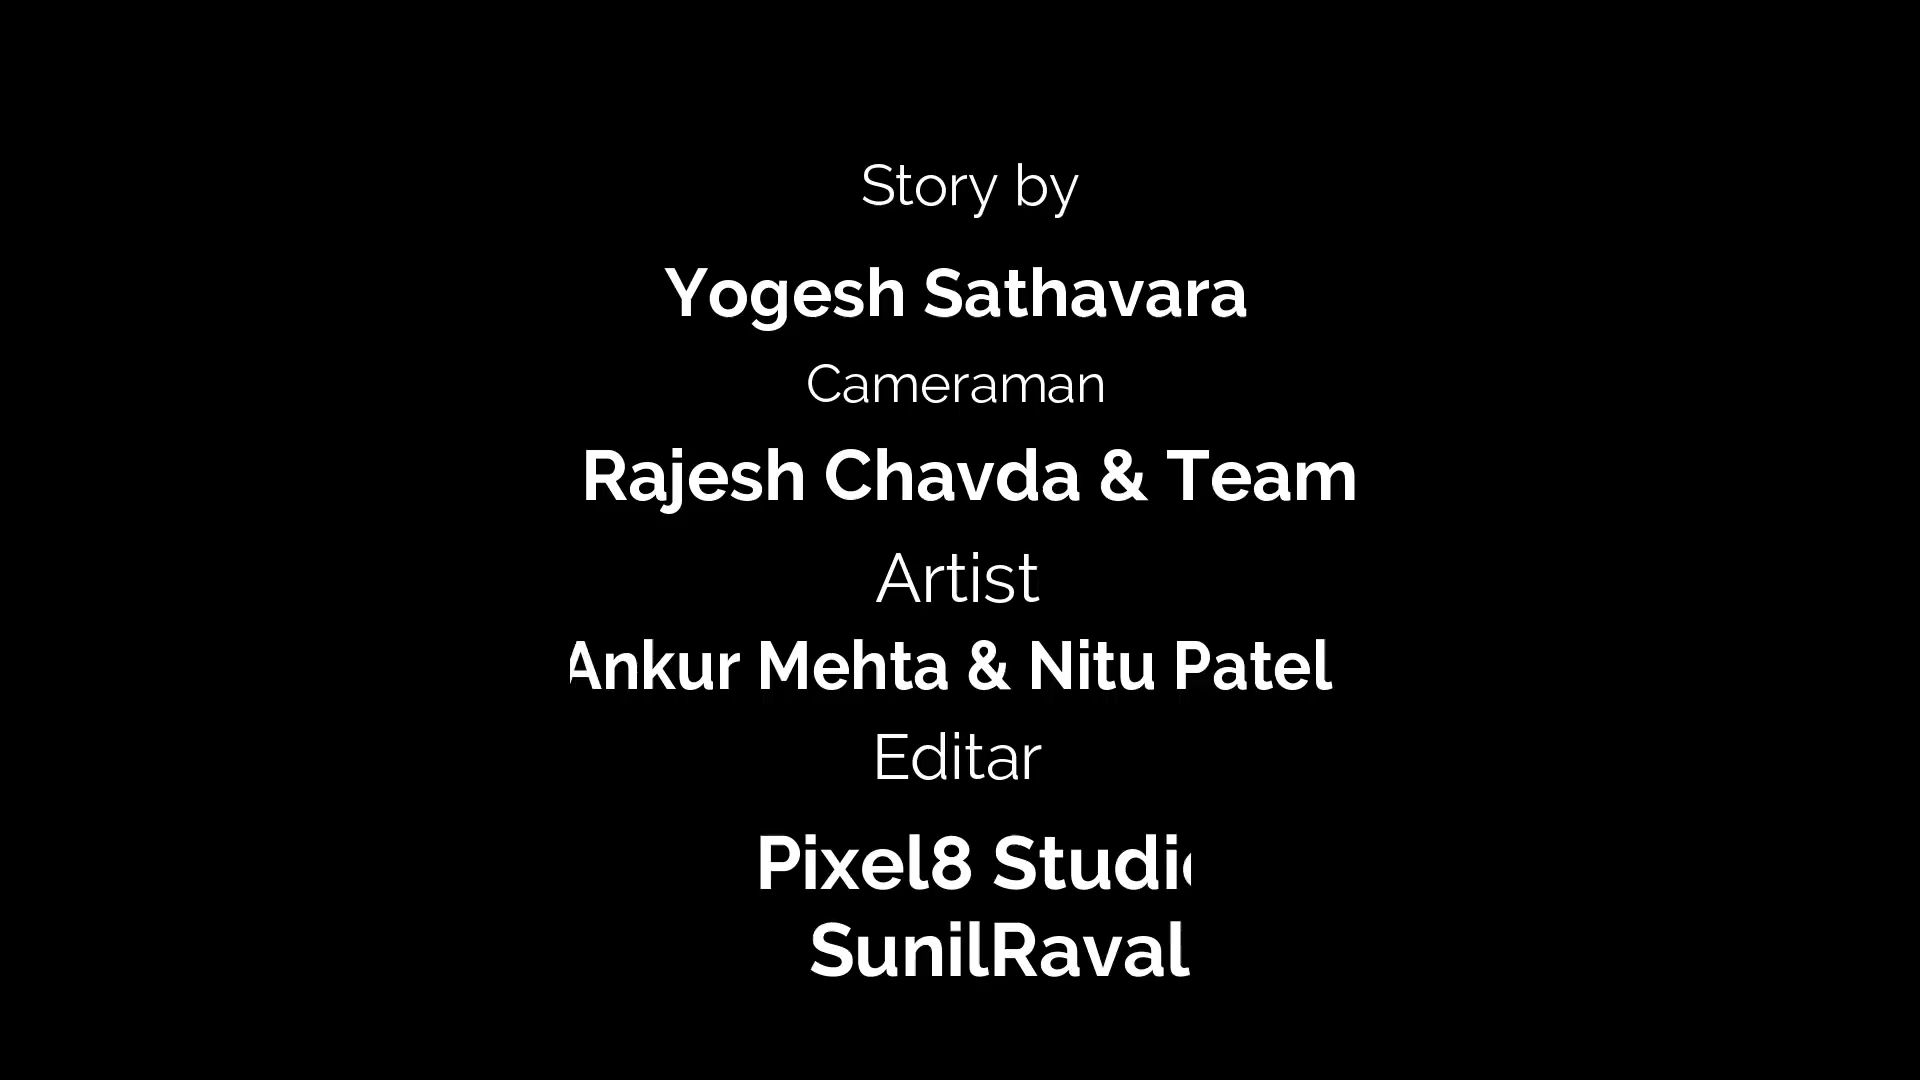 Story by
Yogesh Sathavara
Cameraman
Rajesh Chavda & Team
Artist
Ankur Mehta & Nitu Patel
Editar
Pixel8 Studio
SunilRaval